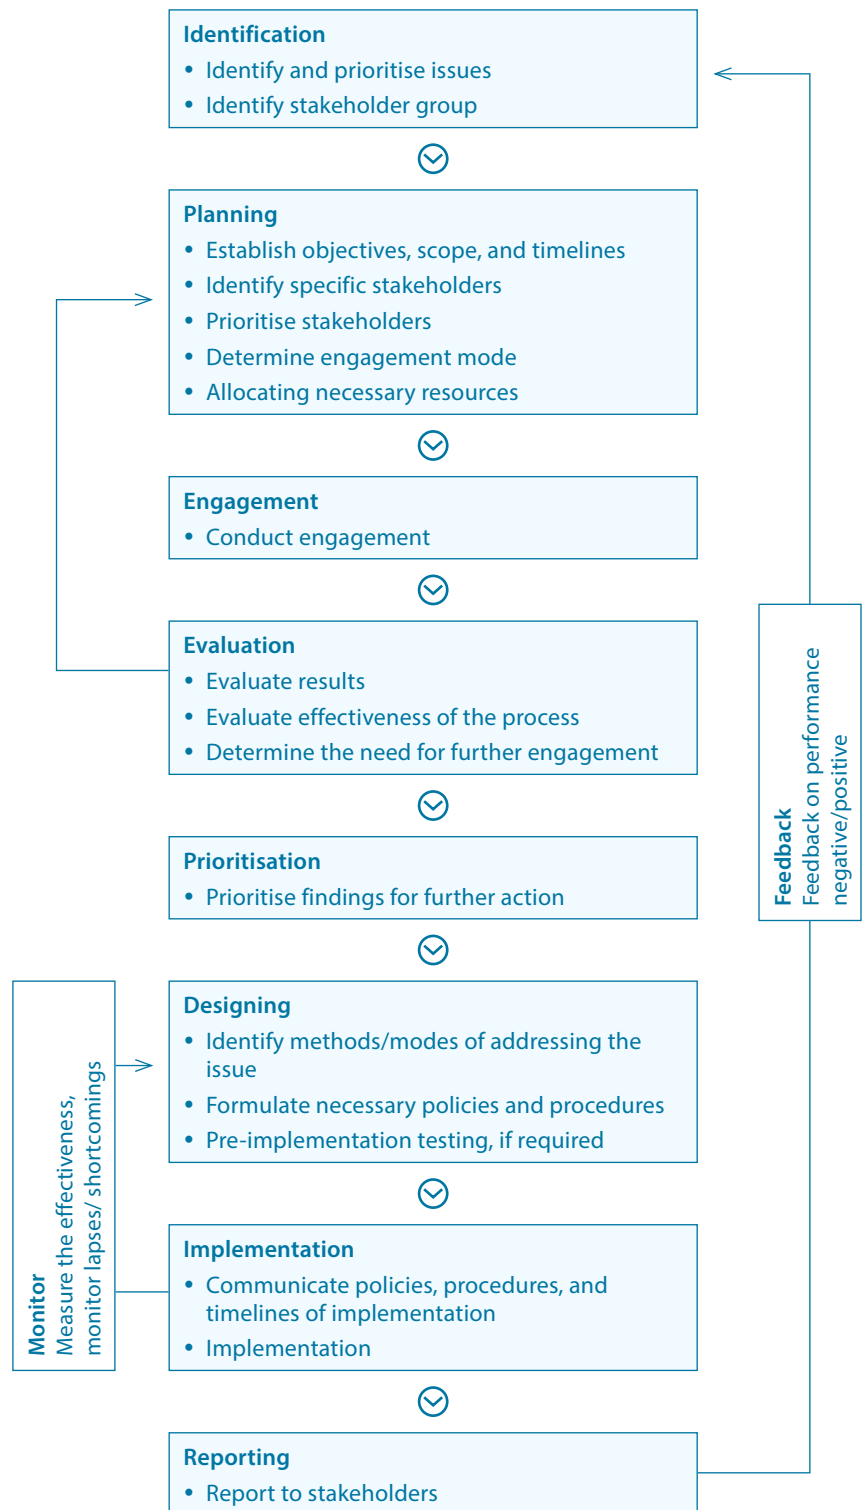 Identification
• Identify and prioritise issues
• Identify stakeholder group
Planning
• Establish objectives, scope, and timelines
• Identify specific stakeholders
• Prioritise stakeholders
• Determine engagement mode
• Allocating necessary resources
Engagement
• Conduct engagement
Evaluation
• Evaluate results
• Evaluate effectiveness of the process
• Determine the need for further engagement
Feedback
Feedback on performance
negative/positive
Prioritisation
• Prioritise findings for further action
Designing
• Identify methods/modes of addressing the
issue
• Formulate necessary policies and procedures
• Pre-implementation testing, if required
Monitor
Measure the effectiveness,
monitor lapses/ shortcomings
Implementation
• Communicate policies, procedures, and
timelines of implementation
• Implementation
Reporting
• Report to stakeholders